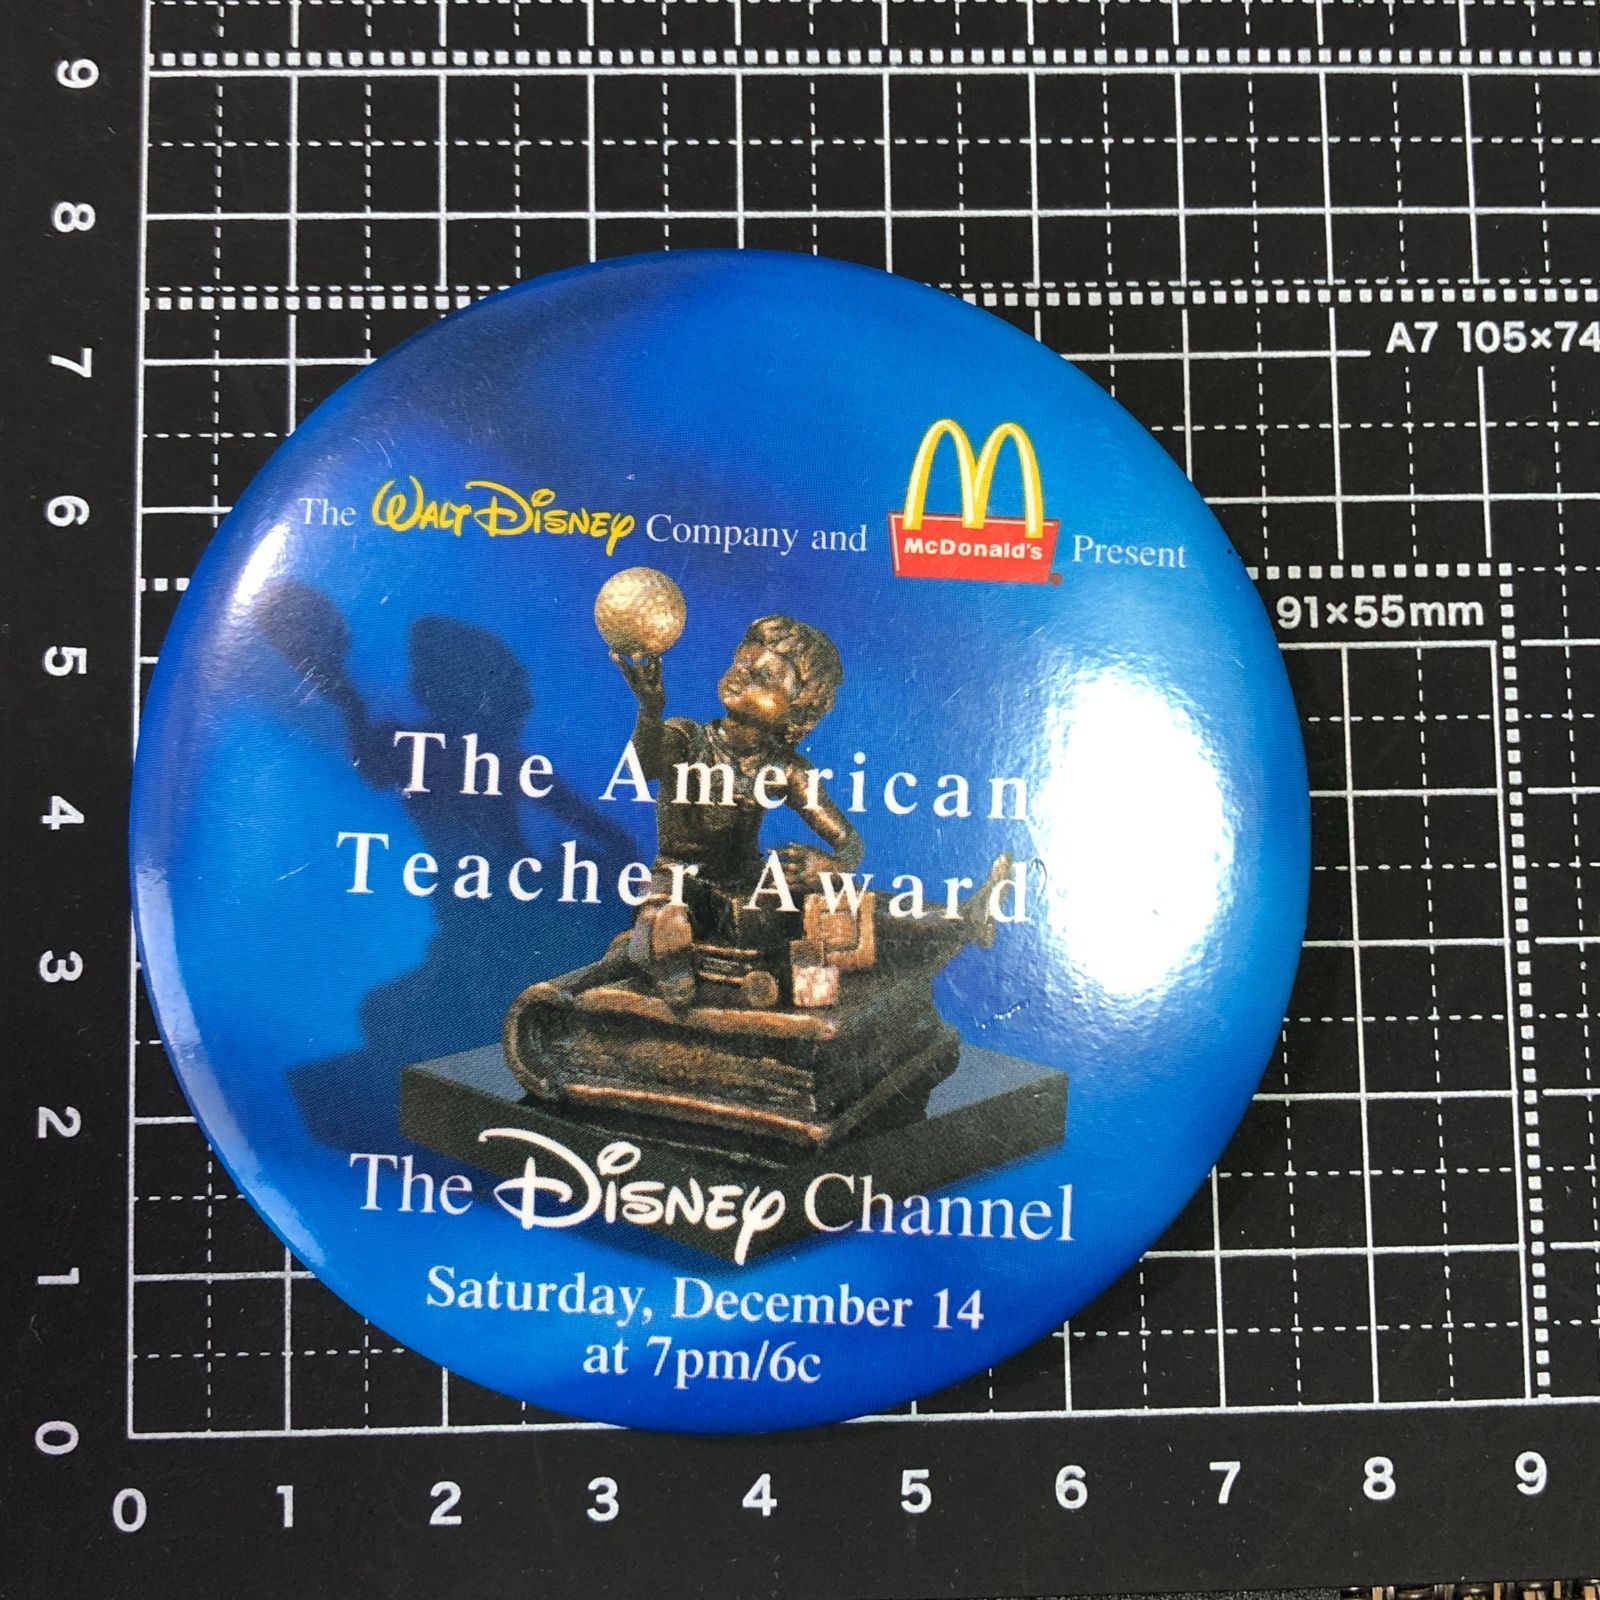 9
8
7
6
5
4
3
2
1
0
0 1 2 3 4 5 6 7 8 9
A7 105×74
91×55mm
The WALT DISNEY Company and McDonald's® Present
The American
Teacher Award
The DISNEY Channel
Saturday, December 14
at 7pm/6c